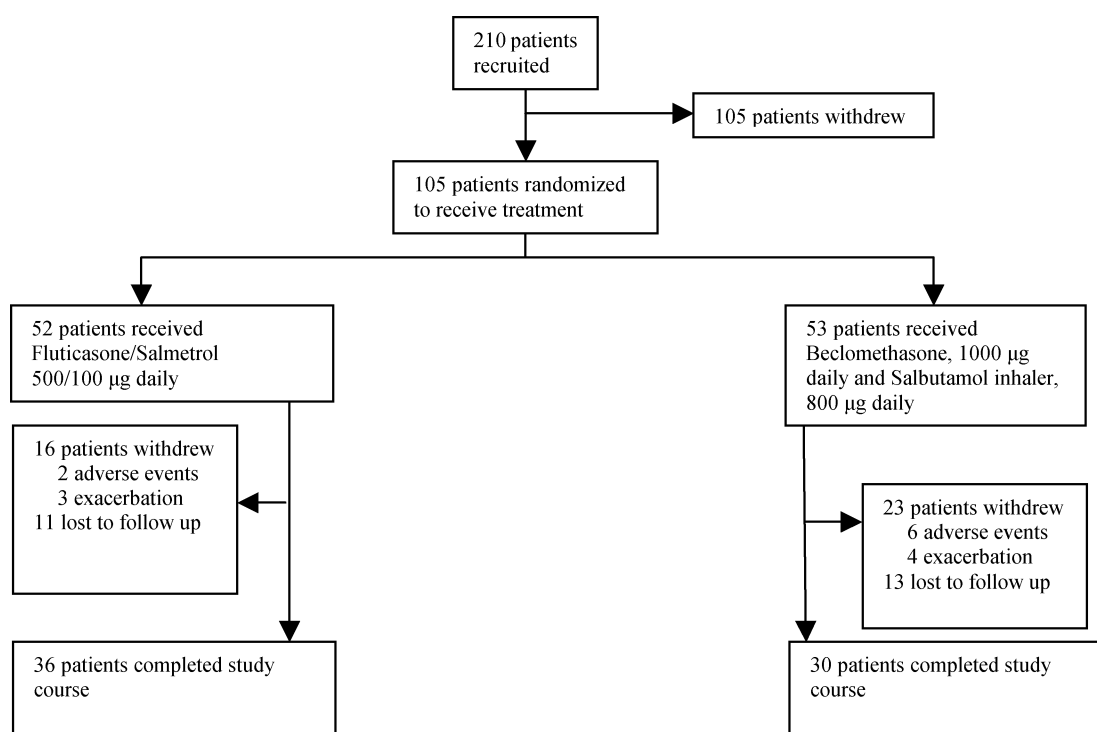 210 patients
recruited
105 patients withdrew
105 patients randomized
to receive treatment
52 patients received
Fluticasone/Salmetrol
500/100 μg daily
53 patients received
Beclomethasone, 1000 μg
daily and Salbutamol inhaler,
800 μg daily
16 patients withdrew
2 adverse events
3 exacerbation
11 lost to follow up
23 patients withdrew
6 adverse events
4 exacerbation
13 lost to follow up
36 patients completed study
course
30 patients completed study
course